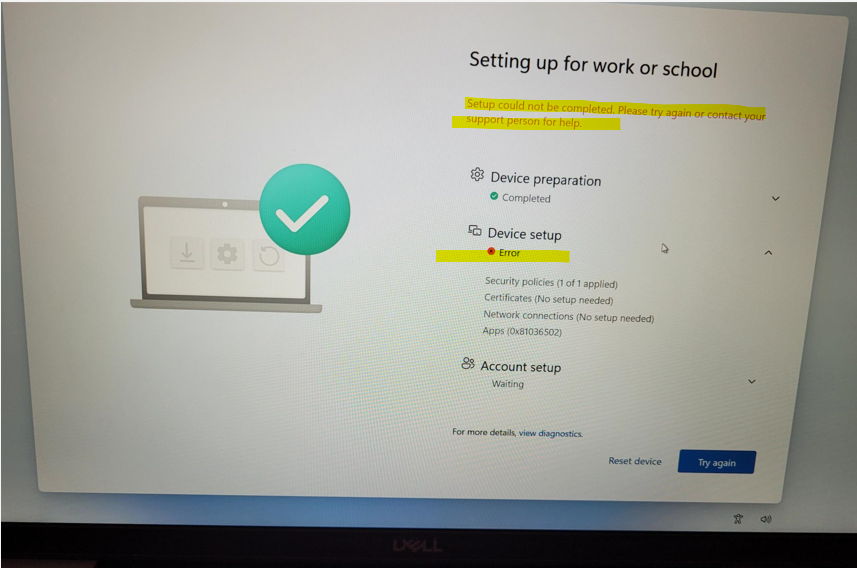 Setting up for work or school
Setup could not be completed. Please try again or contact your
support person for help.
Device preparation
Completed
Device setup
Error
Security policies (1 of 1 applied)
Certificates (No setup needed)
Network connections (No setup needed)
Apps (0x81036502)
Account setup
Waiting
For more details, view diagnostics.
Reset device
Try again
DELL